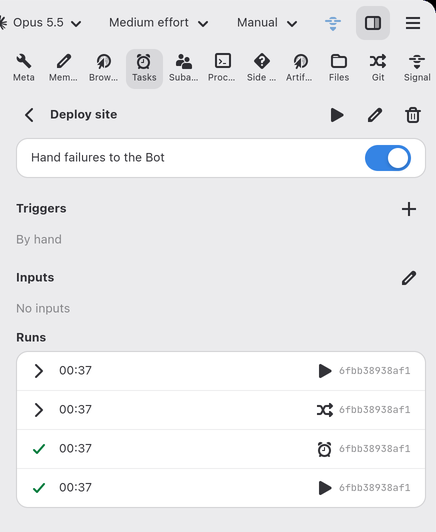 Opus 5.5 Medium effort Manual
Meta Mem... Brow... Tasks Suba... Proc... Side ... Artif... Files Git Signal
Deploy site
Hand failures to the Bot
Triggers
By hand
Inputs
No inputs
Runs
00:37 6fbb38938af1
00:37 6fbb38938af1
00:37 6fbb38938af1
00:37 6fbb38938af1